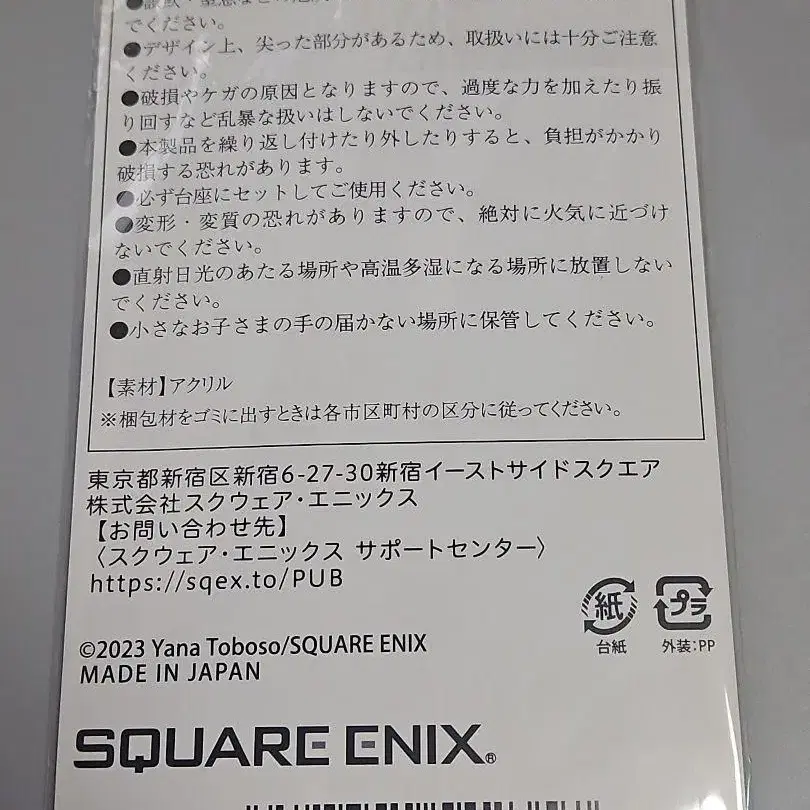 でください。
●デザイン上、尖った部分があるため、取扱いには十分ご注意
ください。
●破損やケガの原因となりますので、過度な力を加えたり振
り回すなど乱暴な扱いはしないでください。
●本製品を繰り返し付けたり外したりすると、負担がかかり
破損する恐れがあります。
●必ず台座にセットしてご使用ください。
●変形・変質の恐れがありますので、絶対に火気に近づけ
ないでください。
●直射日光のあたる場所や高温多湿になる場所に放置しない
でください。
●小さなお子さまの手の届かない場所に保管してください。
【素材】アクリル
※梱包材をゴミに出すときは各市区町村の区分に従ってください。
東京都新宿区新宿6-27-30新宿イーストサイドスクエア
株式会社スクウェア・エニックス
【お問い合わせ先】
〈スクウェア・エニックス サポートセンター〉
https://sqex.to/PUB
紙 プラ
台紙 外装:PP
©2023 Yana Toboso/SQUARE ENIX
MADE IN JAPAN
SQUARE ENIX®